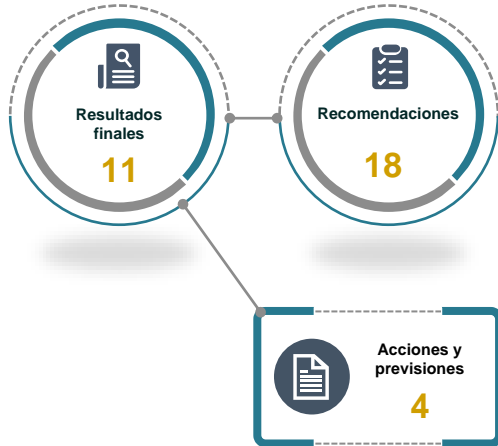 Resultados
finales
11
Recomendaciones
18
Acciones y
previsiones
4